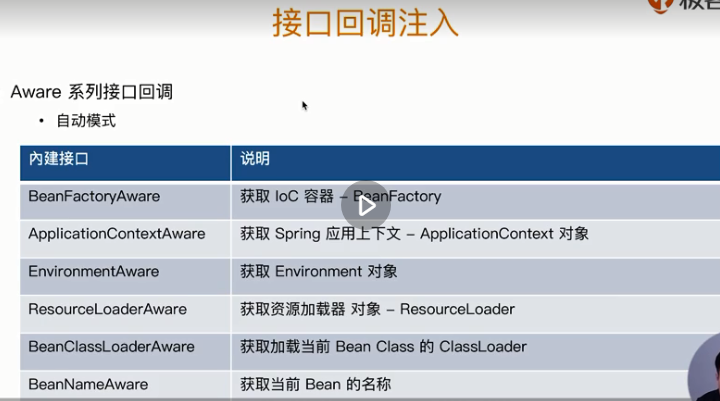 接口回调注入
Aware 系列接口回调
• 自动模式
內建接口 说明
BeanFactoryAware 获取 IoC 容器 – BeanFactory
ApplicationContextAware 获取 Spring 应用上下文 – ApplicationContext 对象
EnvironmentAware 获取 Environment 对象
ResourceLoaderAware 获取资源加载器 对象 – ResourceLoader
BeanClassLoaderAware 获取加载当前 Bean Class 的 ClassLoader
BeanNameAware 获取当前 Bean 的名称